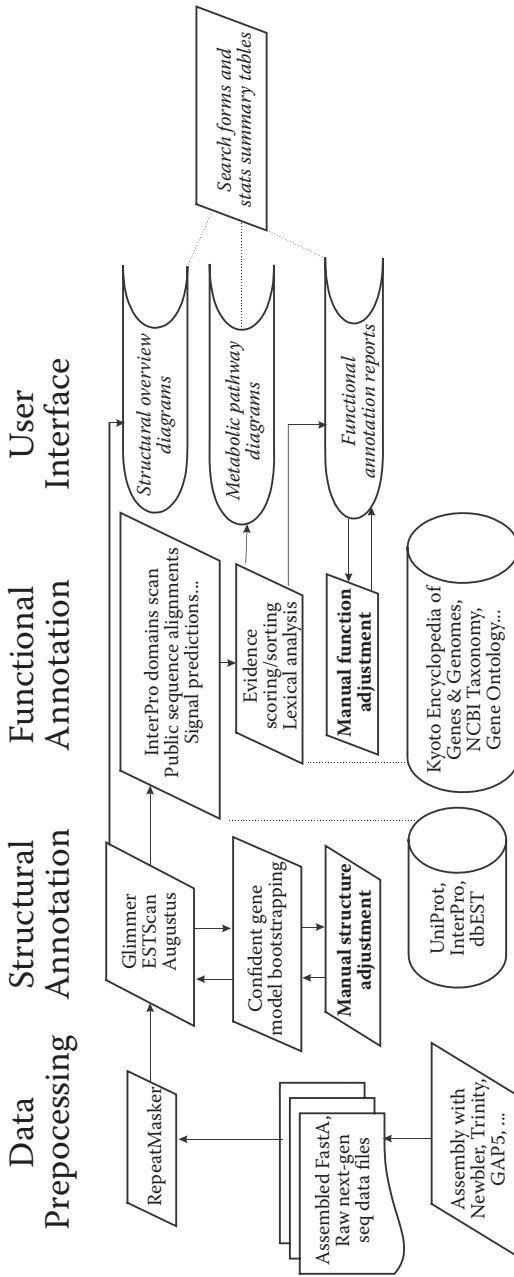 Data
Prepocessing
Structural
Annotation
Functional
Annotation
User
Interface
RepeatMasker
Assembled FastA,
Raw next-gen
seq data files
Assembly with
Newbler, Trinity,
GAP5, ...
Glimmer
ESTScan
Augustus
Confident gene
model bootstrapping
Manual structure
adjustment
UniProt,
InterPro,
dbEST
InterPro domains scan
Public sequence alignments
Signal predictions...
Evidence
scoring/sorting
Lexical analysis
Manual function
adjustment
Kyoto Encyclopedia of
Genes & Genomes,
NCBI Taxonomy,
Gene Ontology...
Structural overview
diagrams
Metabolic pathway
diagrams
Functional
annotation reports
Search forms and
stats summary tables